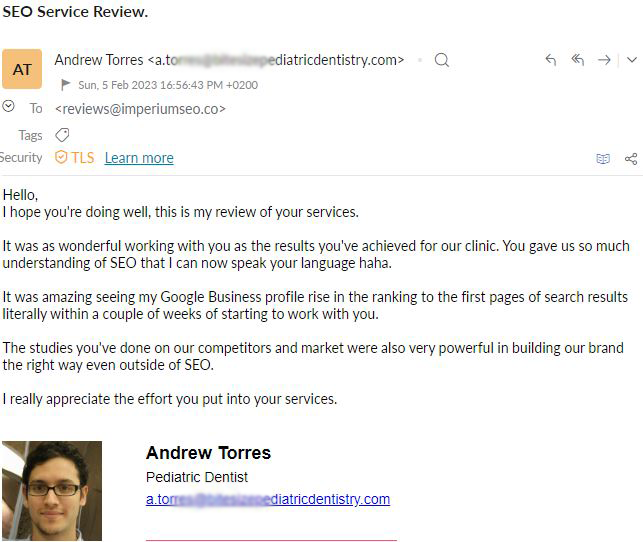 SEO Service Review.
AT
Andrew Torres <a.to ediatricdentistry.com>
Sun, 5 Feb 2023 16:56:43 PM +0200
To <reviews@imperiumseo.co>
Tags
Security TLS Learn more
Hello,
I hope you're doing well, this is my review of your services.
It was as wonderful working with you as the results you've achieved for our clinic. You gave us so much
understanding of SEO that I can now speak your language haha.
It was amazing seeing my Google Business profile rise in the ranking to the first pages of search results
literally within a couple of weeks of starting to work with you.
The studies you've done on our competitors and market were also very powerful in building our brand
the right way even outside of SEO.
I really appreciate the effort you put into your services.
Andrew Torres
Pediatric Dentist
a.tor ediatricdentistry.com